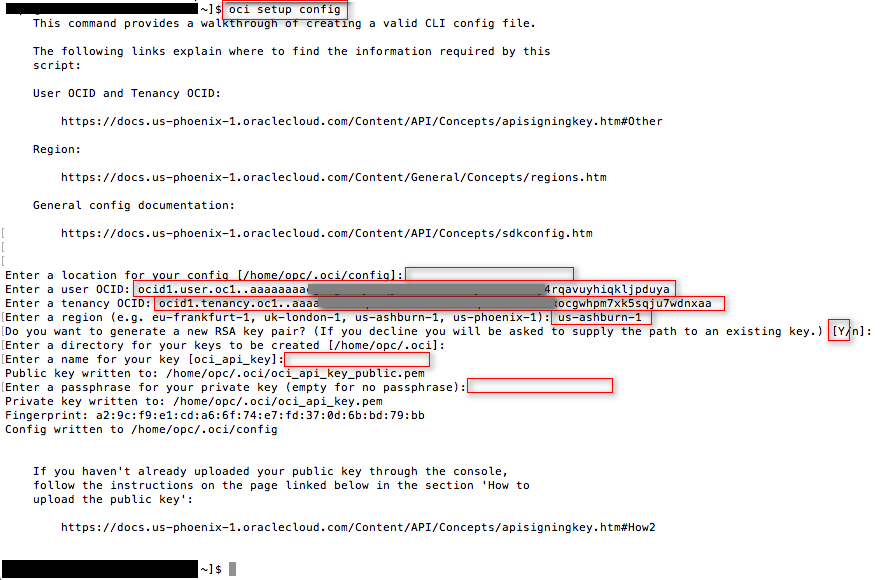 ~]$ oci setup config
This command provides a walkthrough of creating a valid CLI config file.
The following links explain where to find the information required by this
script:
User OCID and Tenancy OCID:
https://docs.us-phoenix-1.oraclecloud.com/Content/API/Concepts/apisigningkey.htm#Other
Region:
https://docs.us-phoenix-1.oraclecloud.com/Content/General/Concepts/regions.htm
General config documentation:
https://docs.us-phoenix-1.oraclecloud.com/Content/API/Concepts/sdkconfig.htm
[
[
[
Enter a location for your config [/home/opc/.oci/config]:
Enter a user OCID: ocid1.user.oc1..aaaaaaaa 4rqavuyhiqkljpduya
Enter a tenancy OCID: ocid1.tenancy.oc1..aaaa ocgwhpm7xk5sqju7wdnxaa
[Enter a region (e.g. eu-frankfurt-1, uk-london-1, us-ashburn-1, us-phoenix-1): us-ashburn-1
[Do you want to generate a new RSA key pair? (If you decline you will be asked to supply the path to an existing key.) [Y/n]:
[Enter a directory for your keys to be created [/home/opc/.oci]:
[Enter a name for your key [oci_api_key]:
Public key written to: /home/opc/.oci/oci_api_key_public.pem
[Enter a passphrase for your private key (empty for no passphrase):
Private key written to: /home/opc/.oci/oci_api_key.pem
Fingerprint: a2:9c:f9:e1:cd:a6:6f:74:e7:fd:37:0d:6b:bd:79:bb
Config written to /home/opc/.oci/config
If you haven't already uploaded your public key through the console,
follow the instructions on the page linked below in the section 'How to
upload the public key':
https://docs.us-phoenix-1.oraclecloud.com/Content/API/Concepts/apisigningkey.htm#How2
~]$